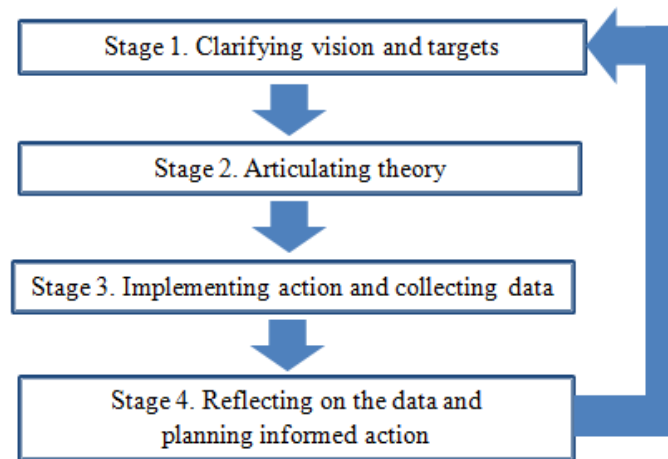 Stage 1. Clarifying vision and targets
Stage 2. Articulating theory
Stage 3. Implementing action and collecting data
Stage 4. Reflecting on the data and
planning informed action